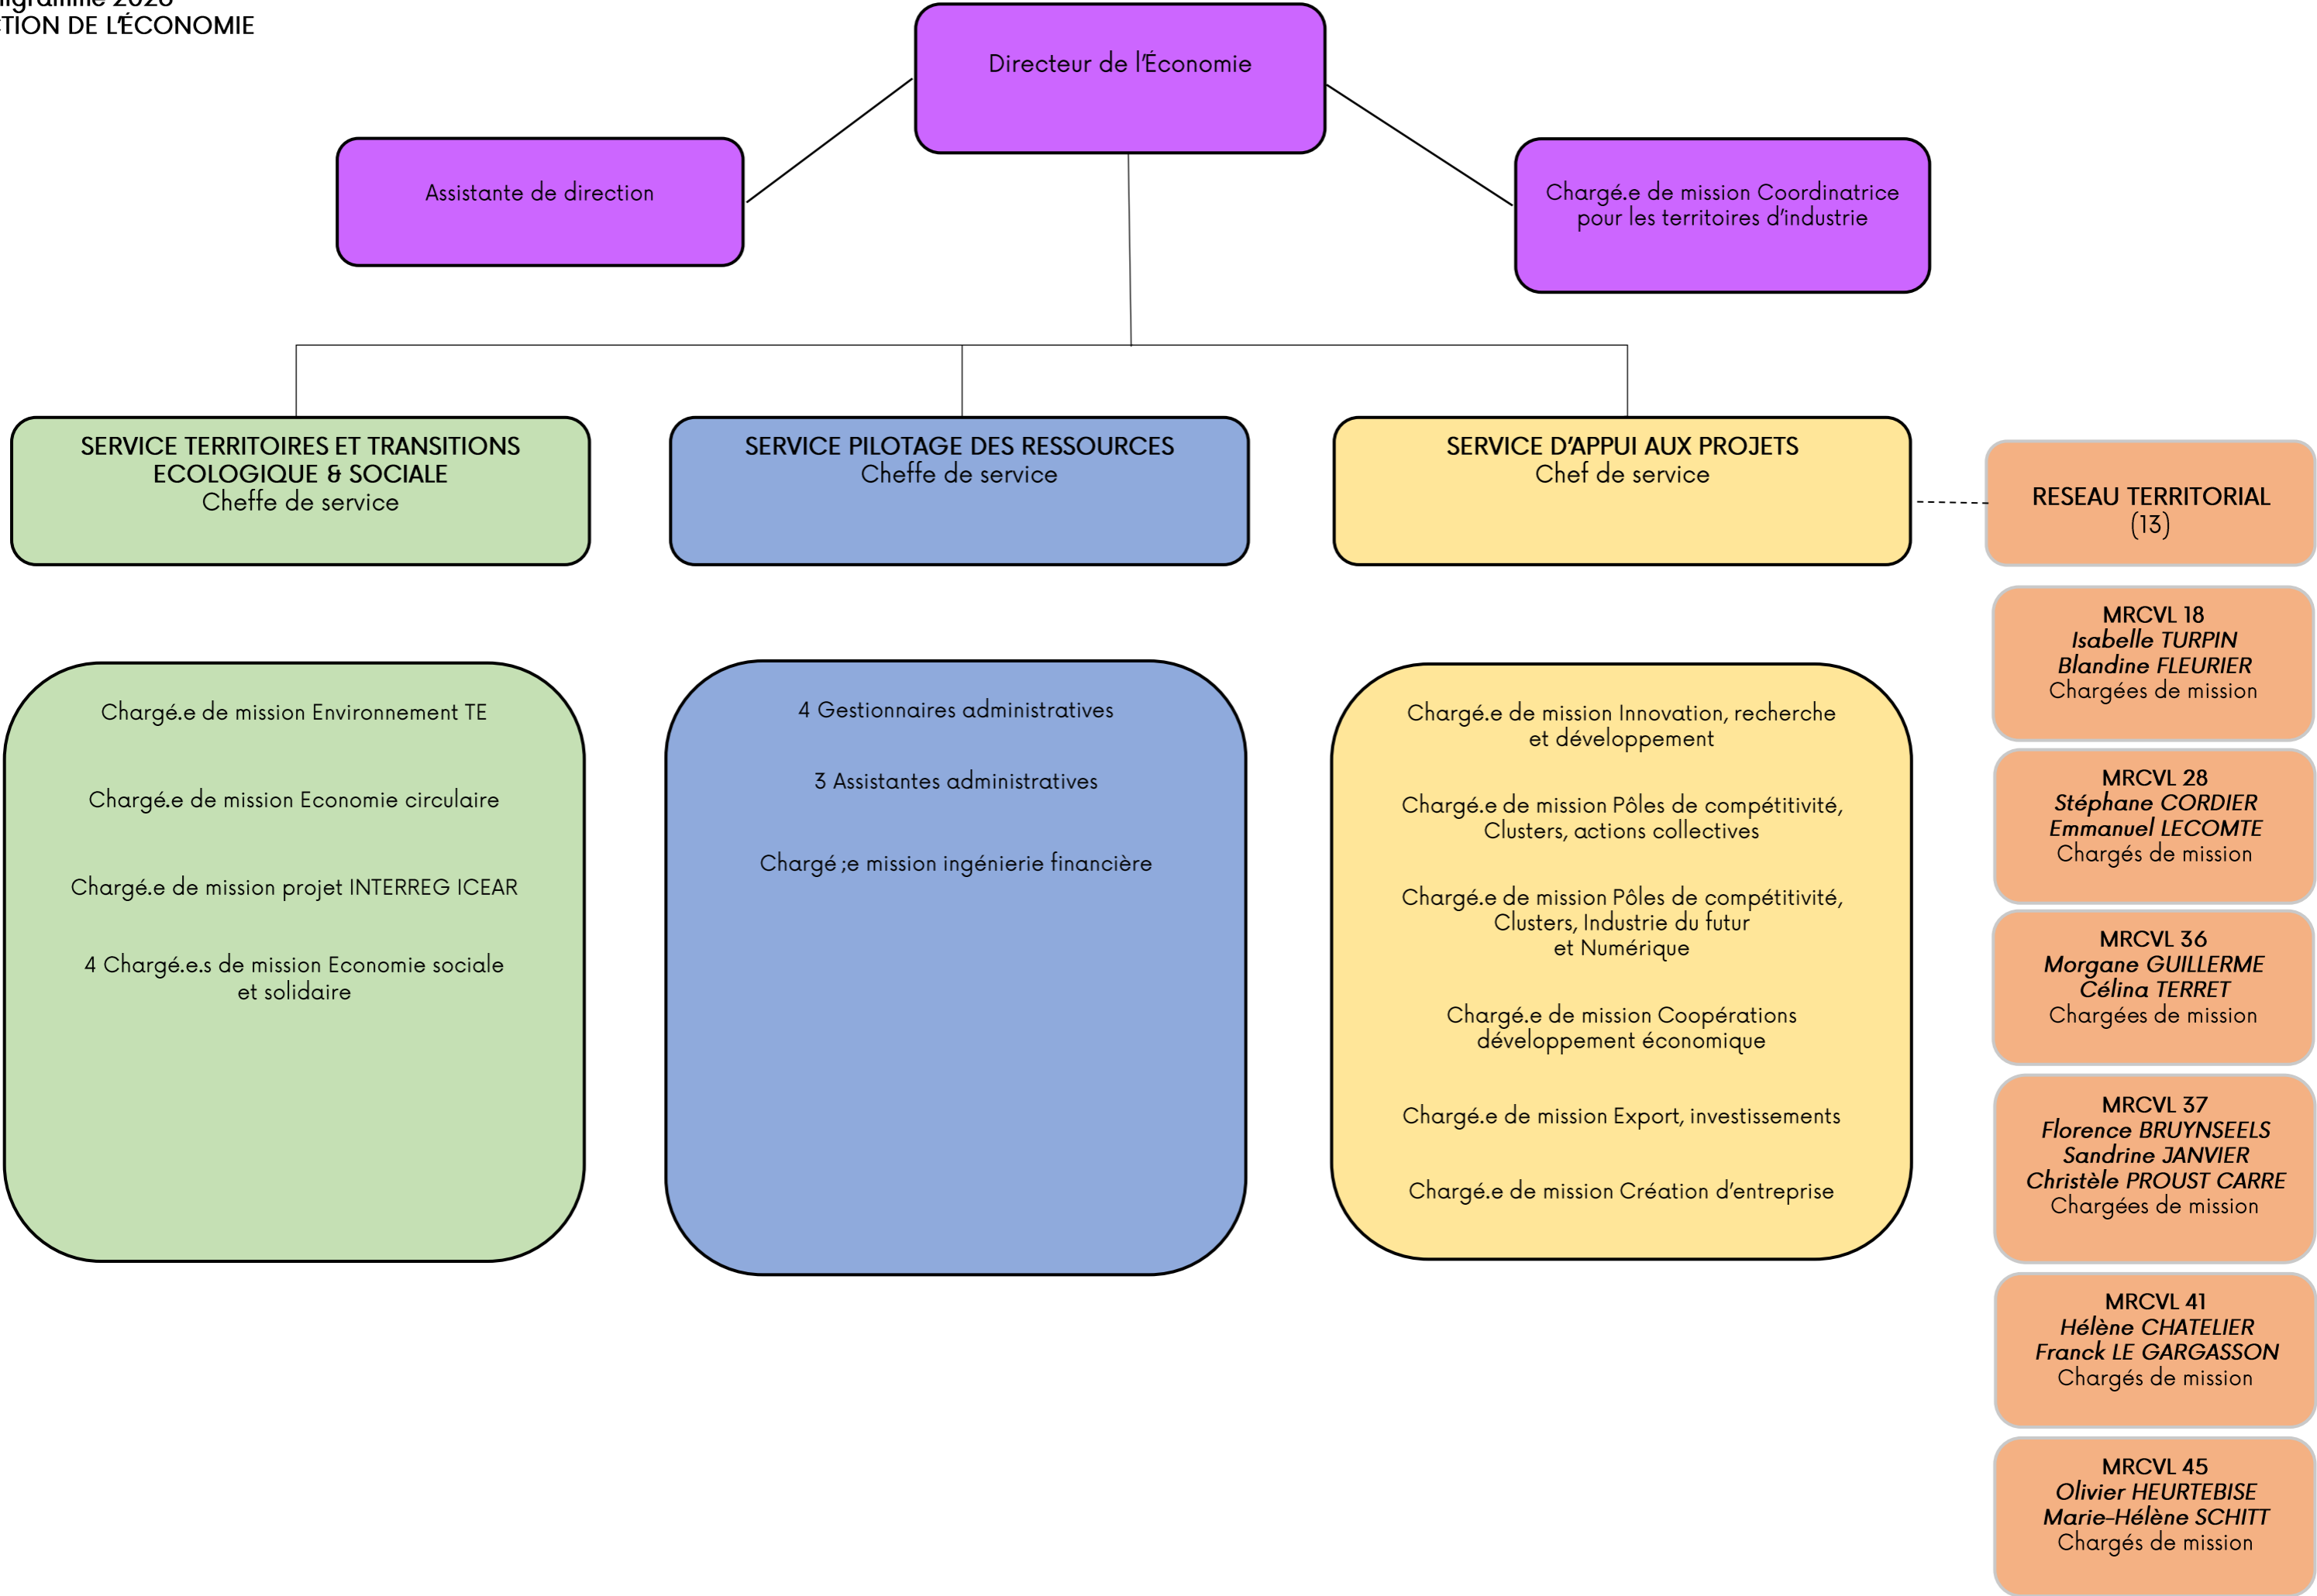 CTION DE L'ÉCONOMIE
Directeur de l'Économie
Assistante de direction
Chargé.e de mission Coordinatrice
pour les territoires d'industrie
SERVICE TERRITOIRES ET TRANSITIONS
ECOLOGIQUE & SOCIALE
Cheffe de service
SERVICE PILOTAGE DES RESSOURCES
Cheffe de service
SERVICE D'APPUI AUX PROJETS
Chef de service
RESEAU TERRITORIAL
(13)
Chargé.e de mission Environnement TE
Chargé.e de mission Economie circulaire
Chargé.e de mission projet INTERREG ICEAR
4 Chargé.e.s de mission Economie sociale
et solidaire
4 Gestionnaires administratives
3 Assistantes administratives
Chargé ;e mission ingénierie financière
Chargé.e de mission Innovation, recherche
et développement
Chargé.e de mission Pôles de compétitivité,
Clusters, actions collectives
Chargé.e de mission Pôles de compétitivité,
Clusters, Industrie du futur
et Numérique
Chargé.e de mission Coopérations
développement économique
Chargé.e de mission Export, investissements
Chargé.e de mission Création d'entreprise
MRCVL 18
Isabelle TURPIN
Blandine FLEURIER
Chargées de mission
MRCVL 28
Stéphane CORDIER
Emmanuel LECOMTE
Chargés de mission
MRCVL 36
Morgane GUILLERME
Célina TERRET
Chargées de mission
MRCVL 37
Florence BRUYNSEELS
Sandrine JANVIER
Christèle PROUST CARRE
Chargées de mission
MRCVL 41
Hélène CHATELIER
Franck LE GARGASSON
Chargés de mission
MRCVL 45
Olivier HEURTEBISE
Marie-Hélène SCHITT
Chargés de mission